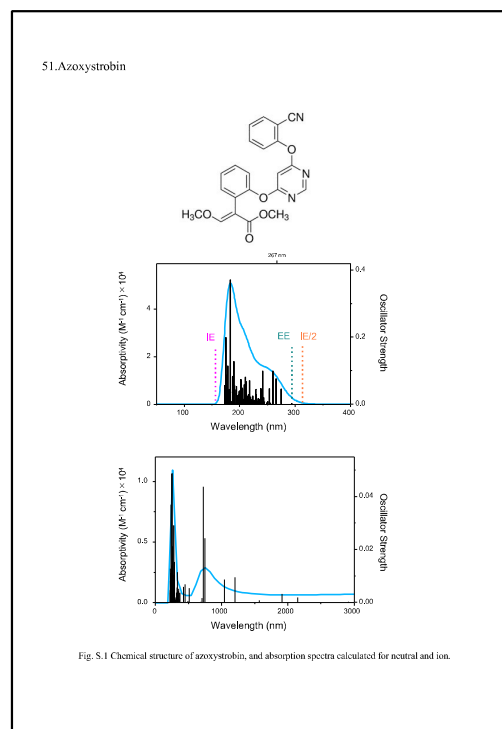 51.Azoxystrobin
CN
O
N
O
N
H₃CO
OCH₃
O
267 nm
Absorptivity (M⁻¹ cm⁻¹) × 10⁴
4
2
0
IE
EE
IE/2
0.4
0.2
0.0
Oscillator Strength
100
200
300
400
Wavelength (nm)
Absorptivity (M⁻¹ cm⁻¹) × 10⁴
1.0
0.5
0.0
0.04
0.02
0.00
Oscillator Strength
0
1000
2000
3000
Wavelength (nm)
Fig. S.1 Chemical structure of azoxystrobin, and absorption spectra calculated for neutral and ion.